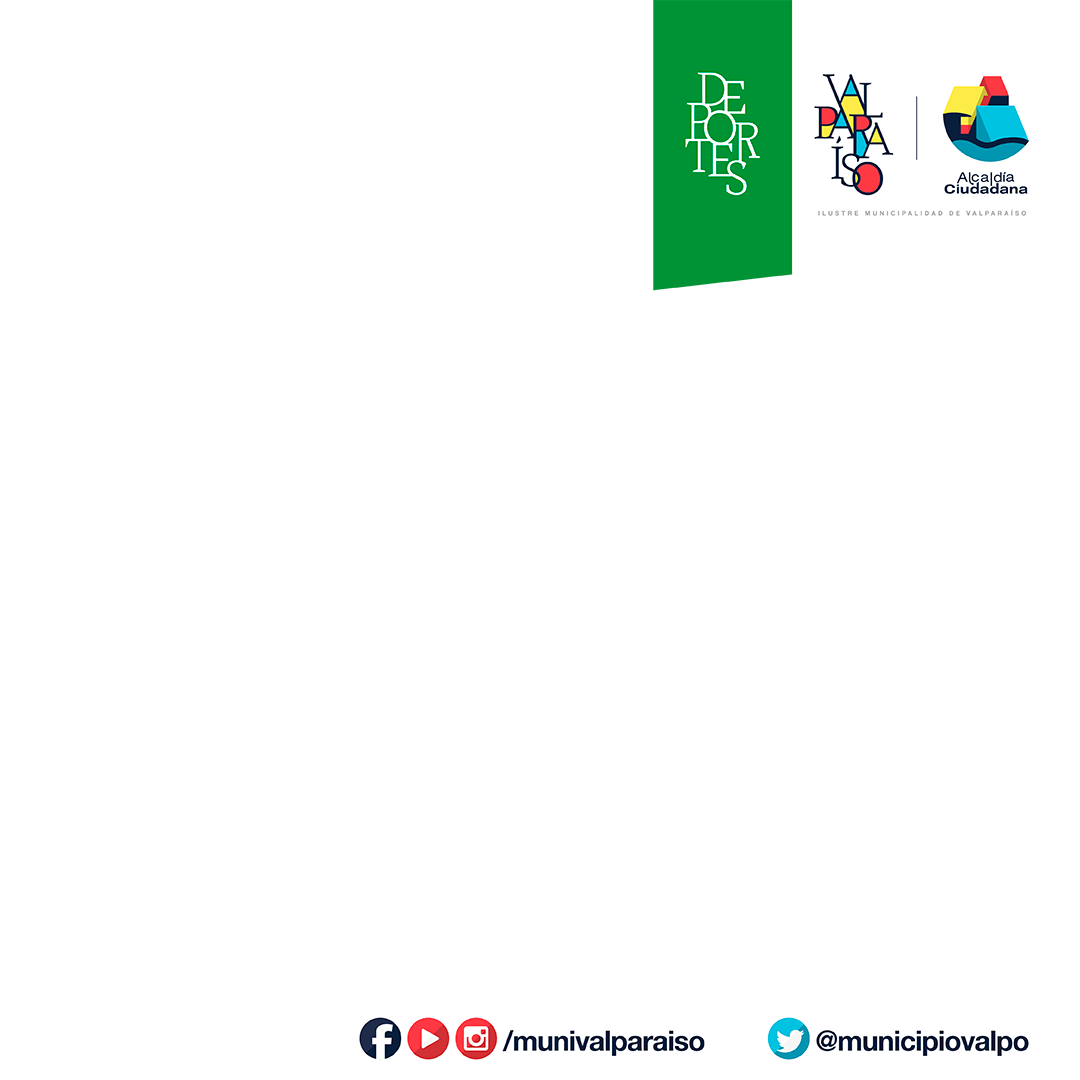 DE
POR
TES
VAL
PARA
ÍSO
Alcaldía
Ciudadana
ILUSTRE MUNICIPALIDAD DE VALPARAÍSO
/munivalparaiso
@municipiovalpo